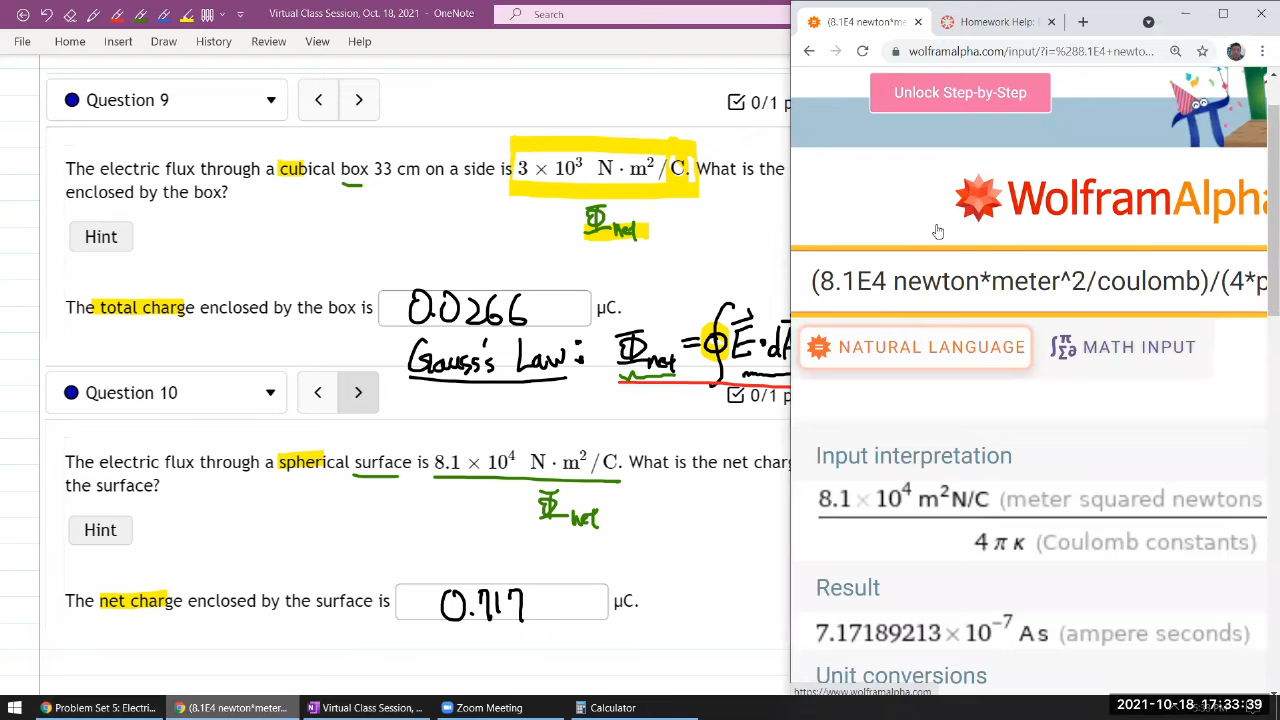 Virtual Class Session, Oct 18, 2021 - OneNote
File Home Insert Draw History Review View Help
Question 9
0/1 p
The electric flux through a cubical box 33 cm on a side is 3 × 10³ N · m²/C. What is the
enclosed by the box?
Φnet
Hint
The total charge enclosed by the box is 0.0266 μC.
Gauss's Law: Φnet = ∮ E · dA
Question 10
0/1 p
The electric flux through a spherical surface is 8.1 × 10⁴ N · m²/C. What is the net charg
the surface?
Φnet
Hint
The net charge enclosed by the surface is 0.717 μC.
(8.1E4 newton*me
Homework Help:
wolframalpha.com/input/?i=%288.1E4+newto...
Unlock Step-by-Step
WolframAlpha
(8.1E4 newton*meter^2/coulomb)/(4*p
NATURAL LANGUAGE
MATH INPUT
Input interpretation
8.1 × 10⁴ m²N/C (meter squared newtons
4 π κ (Coulomb constants)
Result
7.17189213×10⁻⁷ A s (ampere seconds)
Unit conversions
https://www.wolframalpha.com
Problem Set 5: Electri... (8.1E4 newton*meter... Virtual Class Session, ... Zoom Meeting Calculator
2021-10-18 17:33:39